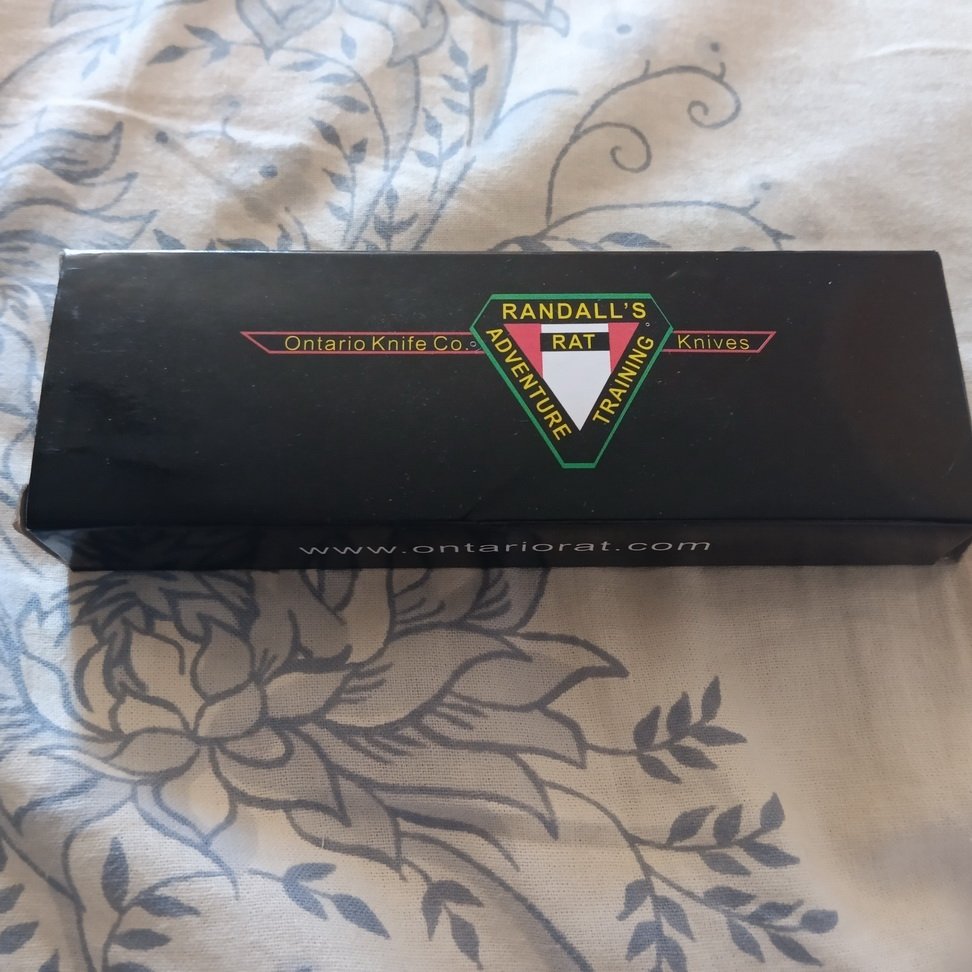 RANDALL'S
ADVENTURE
TRAINING
RAT
Ontario Knife Co.
Knives
www.ontariorat.com